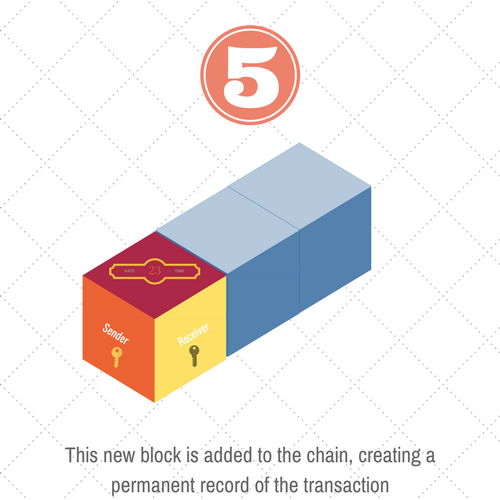 5
DATE 23 TIME
Sender
Receiver
This new block is added to the chain, creating a
permanent record of the transaction